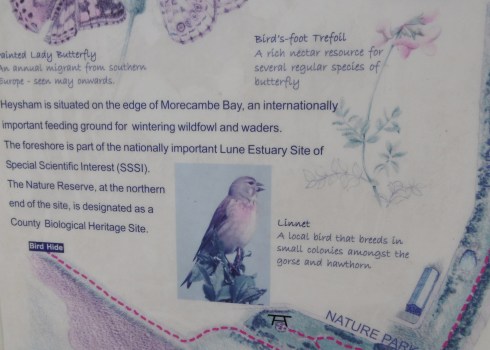 Painted Lady Butterfly
An annual migrant from southern
Europe - seen may onwards.
Bird's-foot Trefoil
A rich nectar resource for
several regular species of
butterfly
Heysham is situated on the edge of Morecambe Bay, an internationally
important feeding ground for wintering wildfowl and waders.
The foreshore is part of the nationally important Lune Estuary Site of
Special Scientific Interest (SSSI).
The Nature Reserve, at the northern
end of the site, is designated as a
County Biological Heritage Site.
Linnet
A local bird that breeds in
small colonies amongst the
gorse and hawthorn
Bird Hide
NATURE PARK